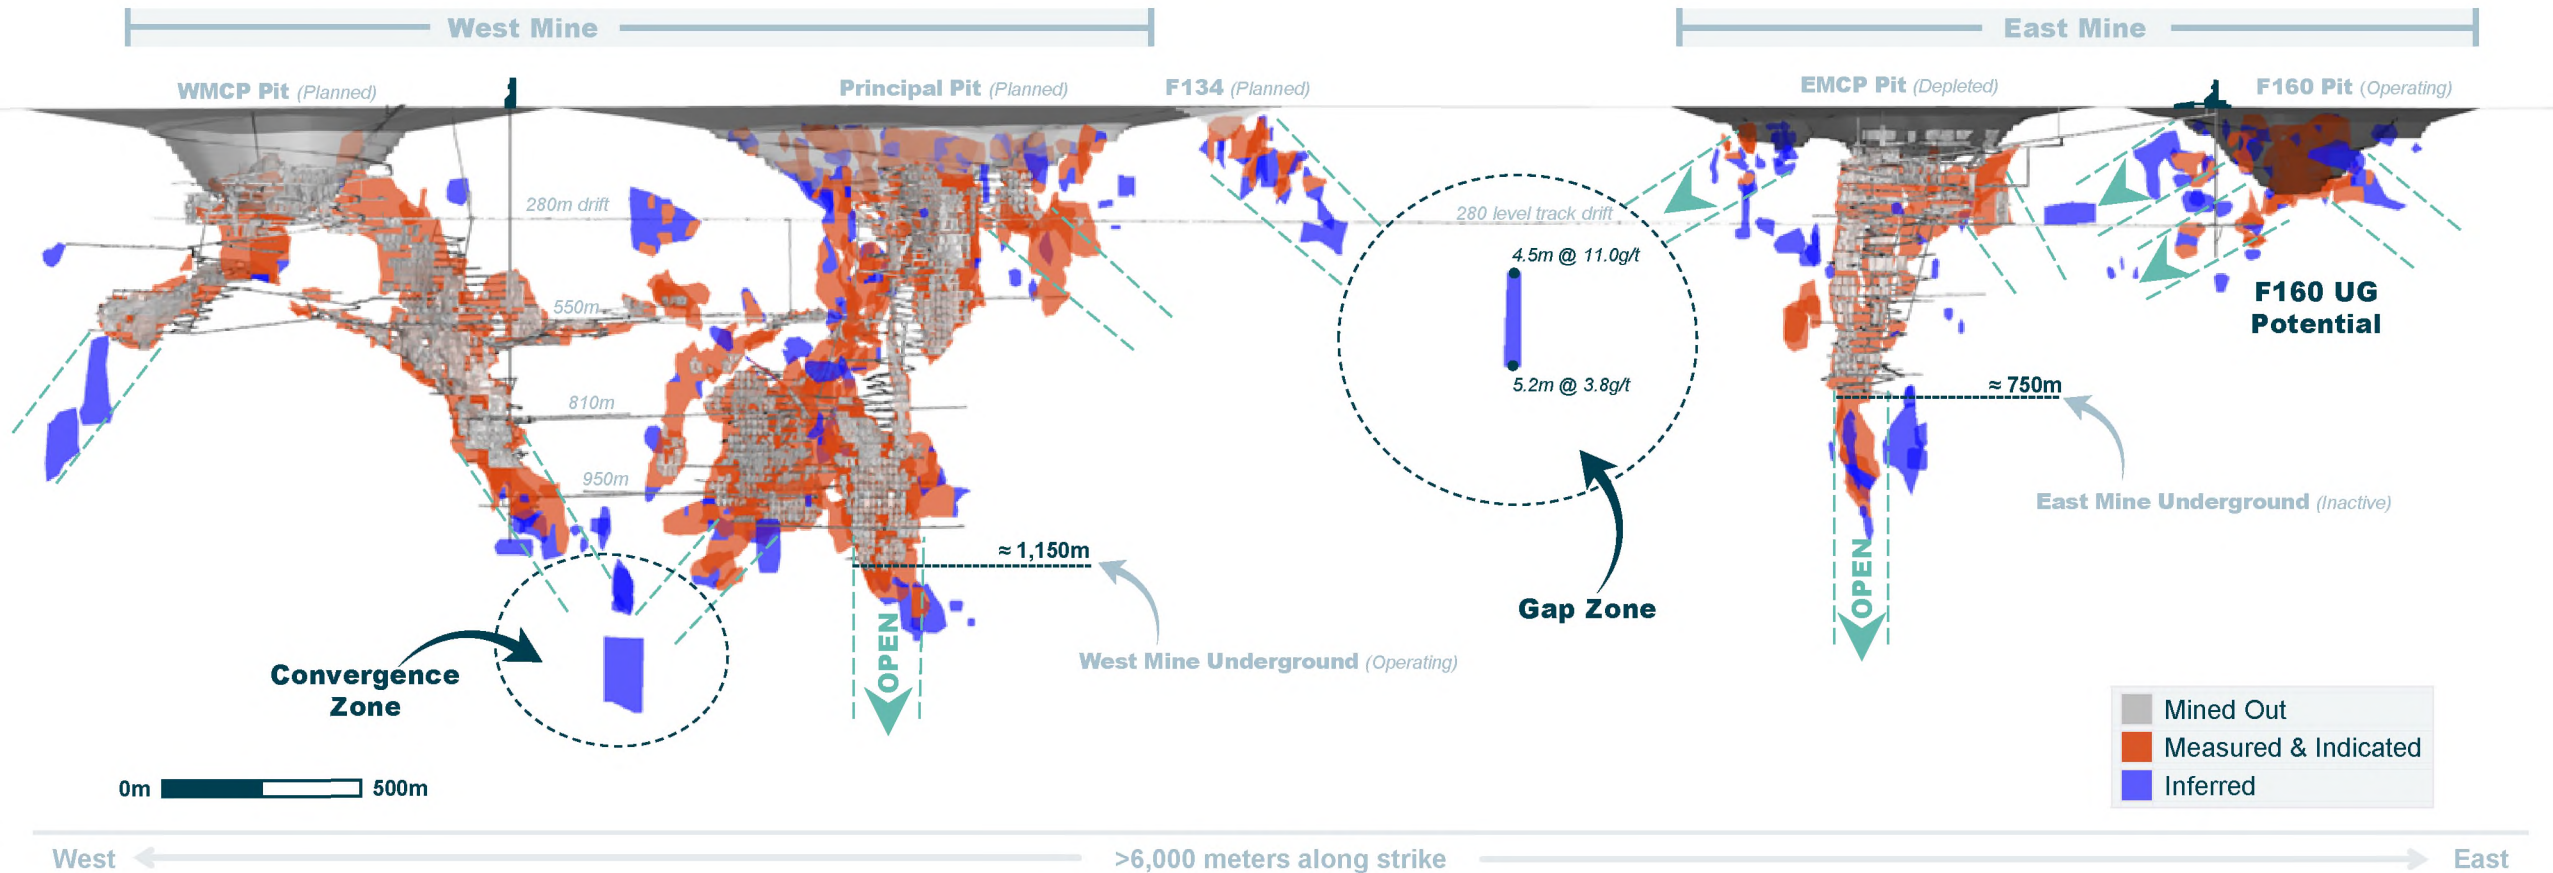 West Mine
East Mine
WMCP Pit (Planned)
Principal Pit (Planned)
F134 (Planned)
EMCP Pit (Depleted)
F160 Pit (Operating)
280m drift
280 level track drift
4.5m @ 11.0g/t
550m
F160 UG
Potential
5.2m @ 3.8g/t
≈ 750m
810m
950m
East Mine Underground (Inactive)
≈ 1,150m
OPEN
Gap Zone
OPEN
West Mine Underground (Operating)
Convergence
Zone
Mined Out
Measured & Indicated
Inferred
0m
500m
West
>6,000 meters along strike
East